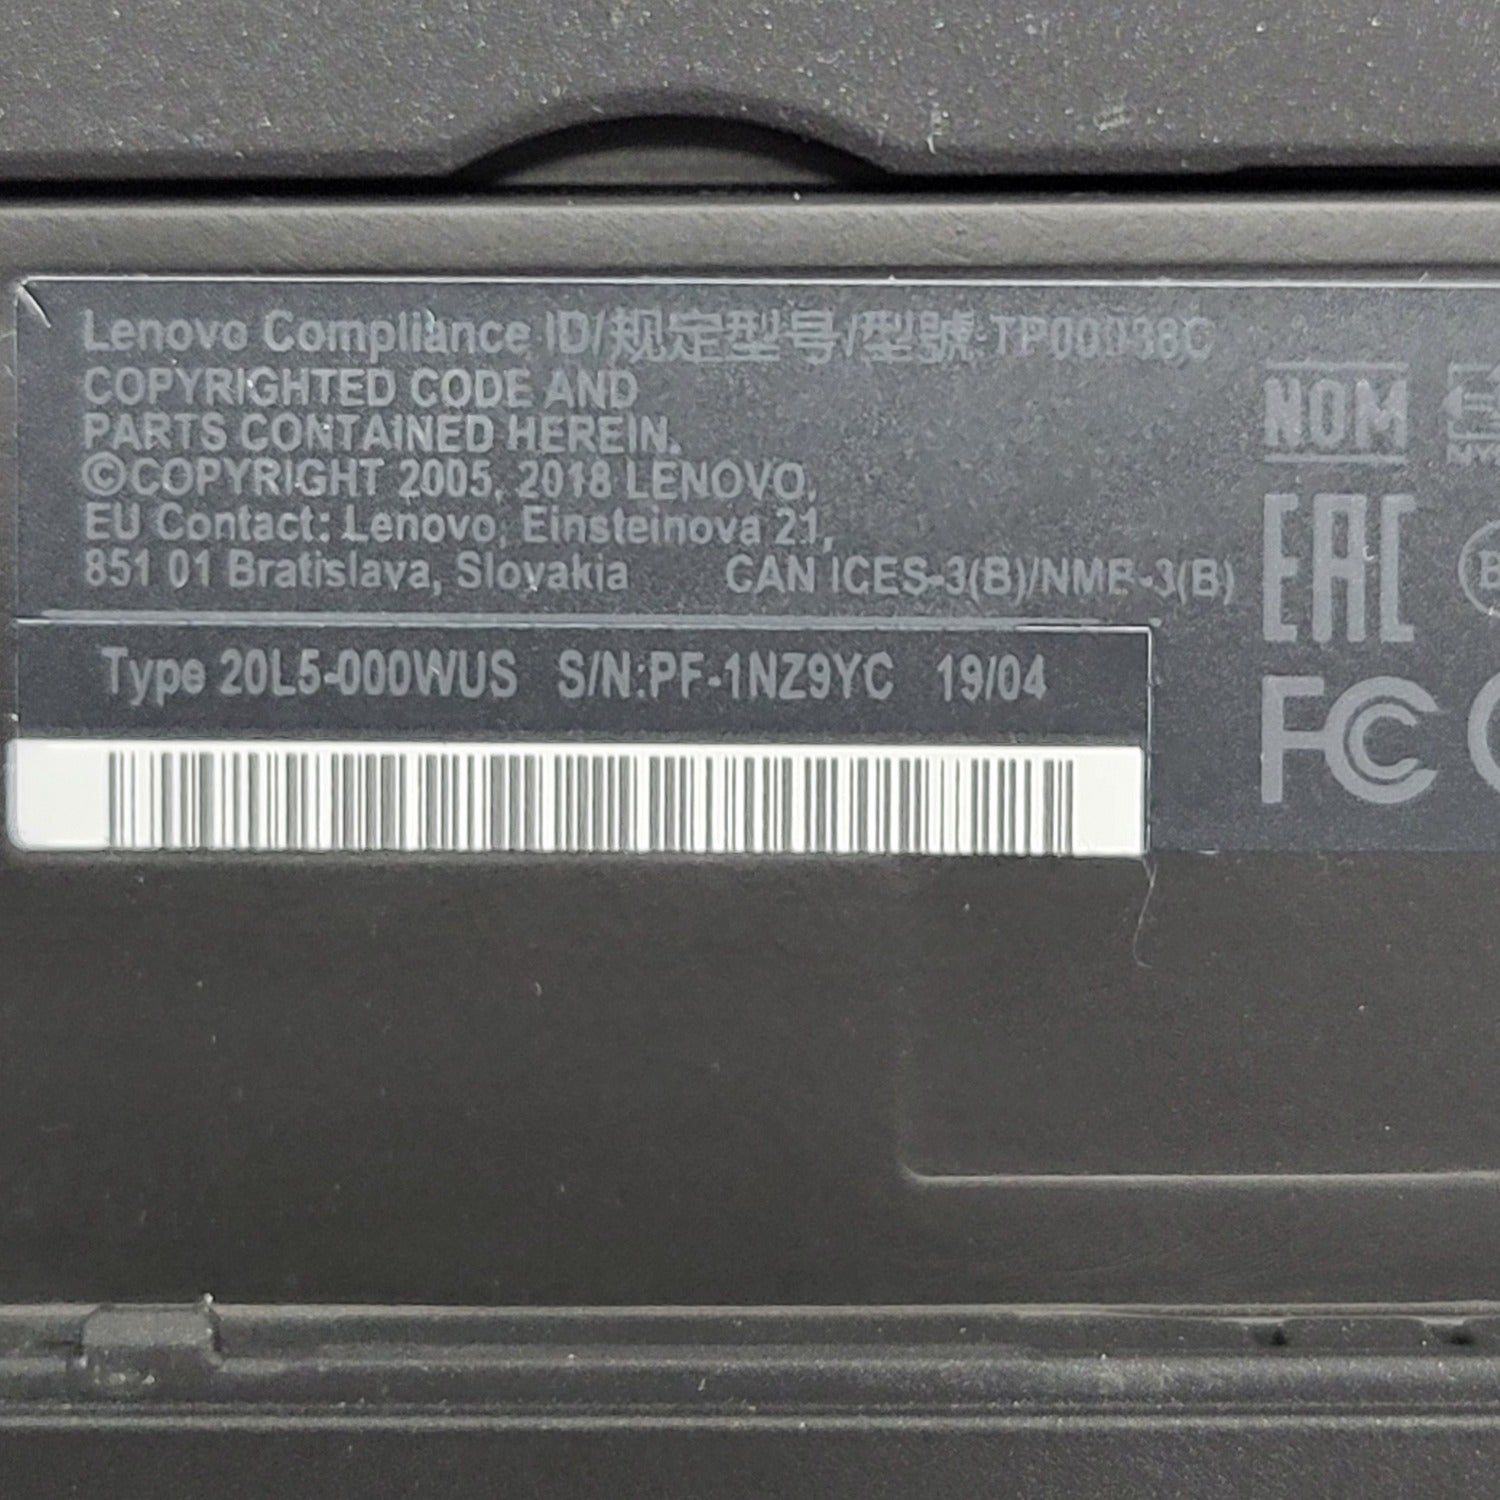 Lenovo Compliance ID/规定型号/型號:TP00093BC
COPYRIGHTED CODE AND
PARTS CONTAINED HEREIN.
©COPYRIGHT 2005, 2018 LENOVO.
EU Contact: Lenovo, Einsteinova 21,
851 01 Bratislava, Slovakia CAN ICES-3(B)/NMB-3(B)
Type 20L5-000WUS S/N:PF-1NZ9YC 19/04
NOM
EAC
FC